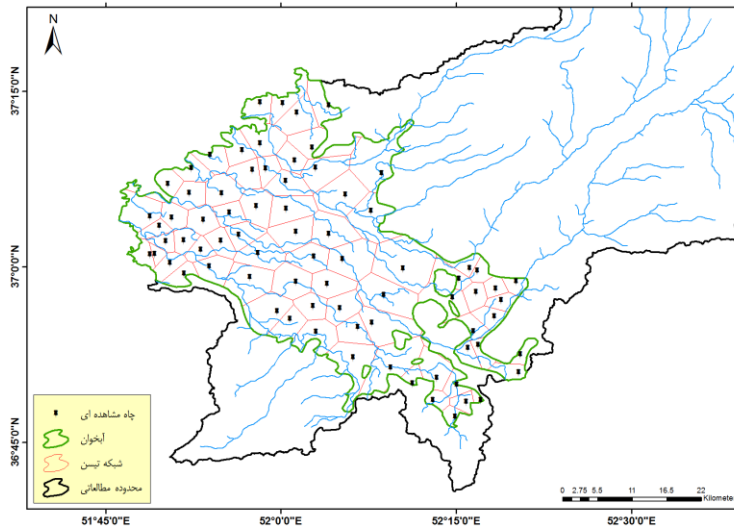 N
37°15'0"N
37°0'0"N
36°45'0"N
چاه مشاهده ای
آبخوان
شبکه تیسن
محدوده مطالعاتی
0 2.75 5.5 11 16.5 22
Kilometer
51°45'0"E 52°0'0"E 52°15'0"E 52°30'0"E